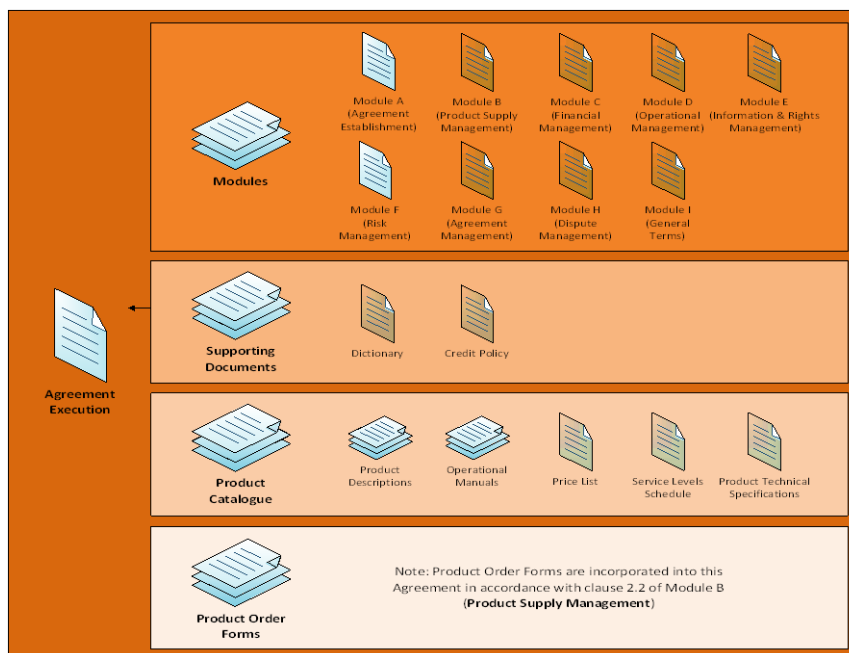 Module A
(Agreement
Establishment)
Module B
(Product Supply
Management)
Module C
(Financial
Management)
Module D
(Operational
Management)
Module E
(Information & Rights
Management)
Modules
Module F
(Risk
Management)
Module G
(Agreement
Management)
Module H
(Dispute
Management)
Module I
(General
Terms)
Agreement
Execution
Supporting
Documents
Dictionary
Credit Policy
Product
Catalogue
Product
Descriptions
Operational
Manuals
Price List
Service Levels
Schedule
Product Technical
Specifications
Product Order
Forms
Note: Product Order Forms are incorporated into this
Agreement in accordance with clause 2.2 of Module B
(Product Supply Management)